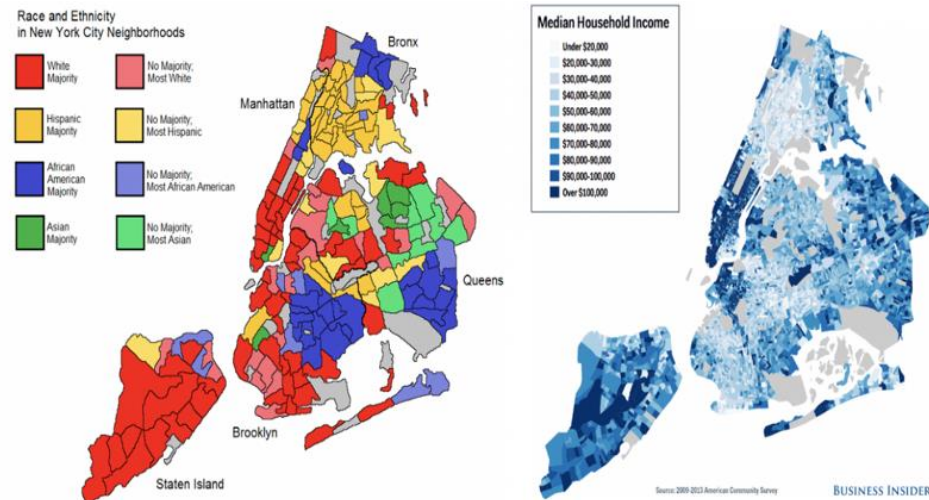 Race and Ethnicity
in New York City Neighborhoods
White
Majority
No Majority;
Most White
Hispanic
Majority
No Majority;
Most Hispanic
African
American
Majority
No Majority;
Most African American
Asian
Majority
No Majority;
Most Asian
Bronx
Manhattan
Queens
Brooklyn
Staten Island
Median Household Income
Under $20,000
$20,000-30,000
$30,000-40,000
$40,000-50,000
$50,000-60,000
$60,000-70,000
$70,000-80,000
$80,000-90,000
$90,000-100,000
Over $100,000
Source: 2009-2013 American Community Survey
BUSINESS INSIDER